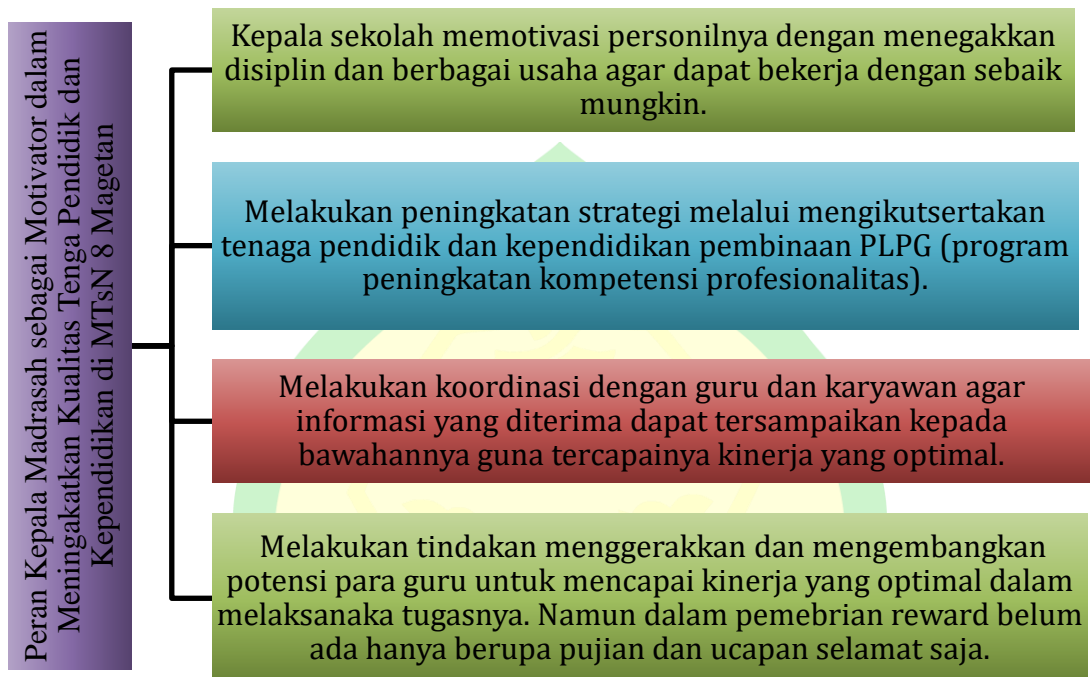 Peran Kepala Madrasah sebagai Motivator dalam
Meningakatkan Kualitas Tenga Pendidik dan
Kependidikan di MTsN 8 Magetan
Kepala sekolah memotivasi personilnya dengan menegakkan
disiplin dan berbagai usaha agar dapat bekerja dengan sebaik
mungkin.
Melakukan peningkatan strategi melalui mengikutsertakan
tenaga pendidik dan kependidikan pembinaan PLPG (program
peningkatan kompetensi profesionalitas).
Melakukan koordinasi dengan guru dan karyawan agar
informasi yang diterima dapat tersampaikan kepada
bawahannya guna tercapainya kinerja yang optimal.
Melakukan tindakan menggerakkan dan mengembangkan
potensi para guru untuk mencapai kinerja yang optimal dalam
melaksanaka tugasnya. Namun dalam pemebrian reward belum
ada hanya berupa pujian dan ucapan selamat saja.